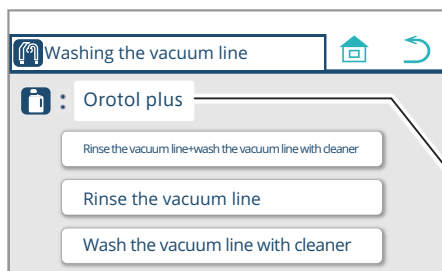 Washing the vacuum line
: Orotol plus
Rinse the vacuum line+wash the vacuum line with cleaner
Rinse the vacuum line
Wash the vacuum line with cleaner